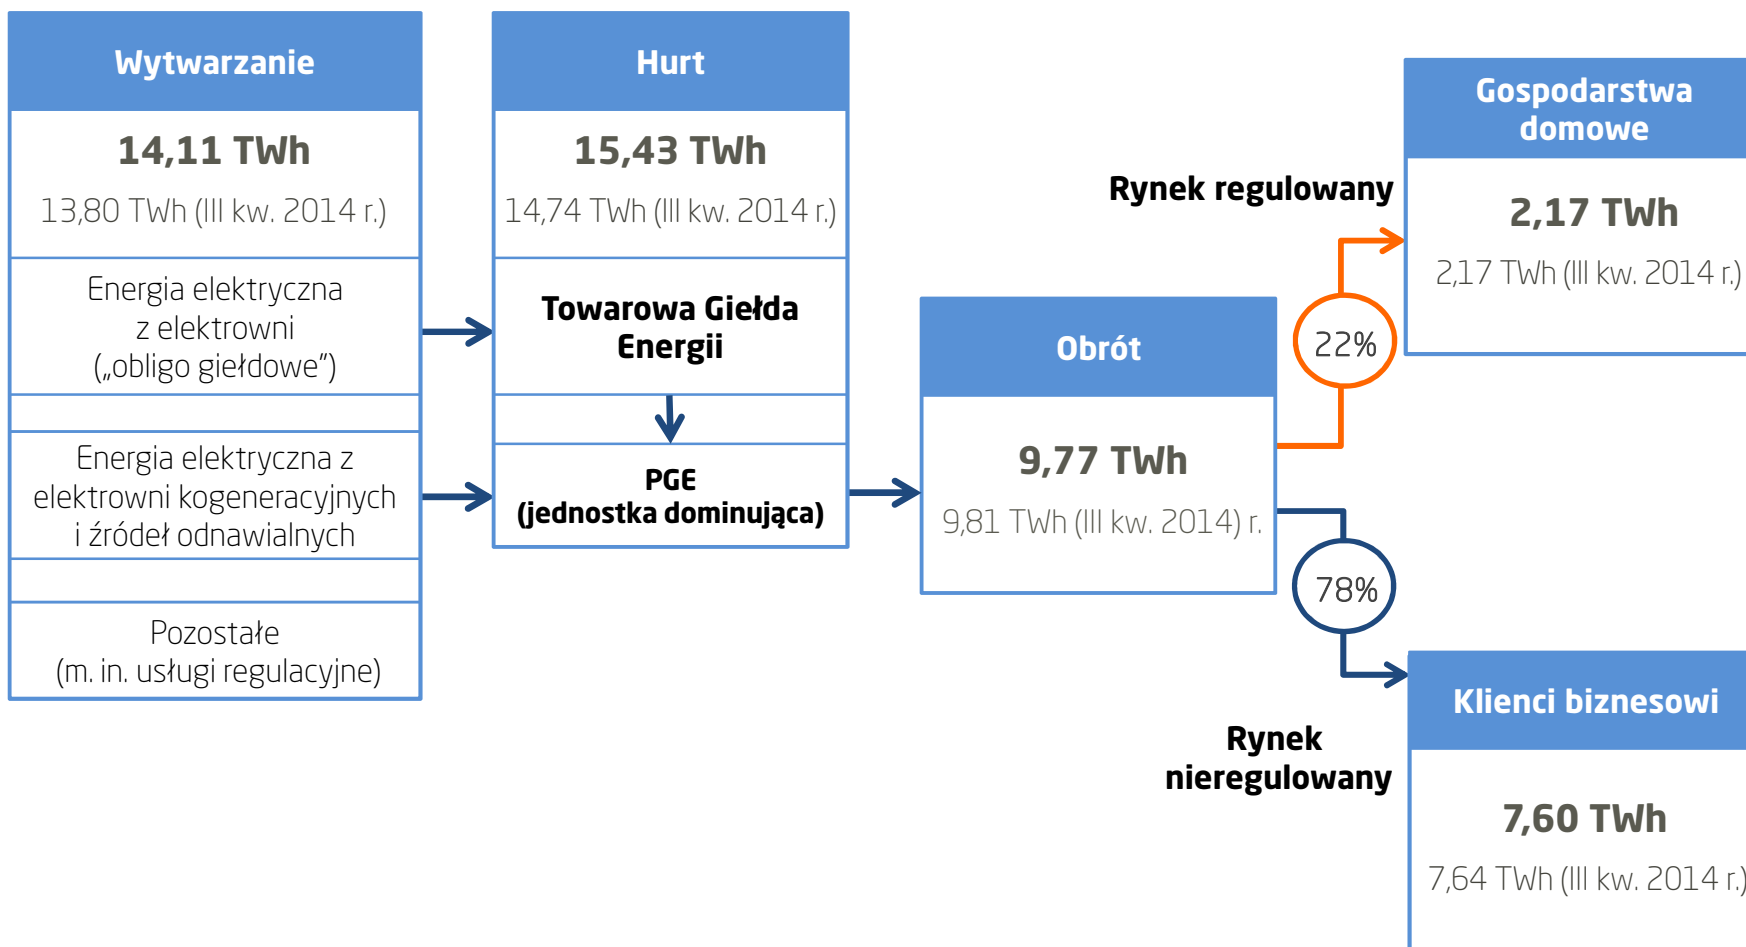 Wytwarzanie
14,11 TWh
13,80 TWh (III kw. 2014 r.)
Energia elektryczna
z elektrowni
(„obligo giełdowe”)
Energia elektryczna z
elektrowni kogeneracyjnych
i źródeł odnawialnych
Pozostałe
(m. in. usługi regulacyjne)
Hurt
15,43 TWh
14,74 TWh (III kw. 2014 r.)
Towarowa Giełda
Energii
PGE
(jednostka dominująca)
Obrót
9,77 TWh
9,81 TWh (III kw. 2014) r.
Rynek regulowany
22%
Gospodarstwa
domowe
2,17 TWh
2,17 TWh (III kw. 2014 r.)
78%
Rynek
nieregulowany
Klienci biznesowi
7,60 TWh
7,64 TWh (III kw. 2014 r.)